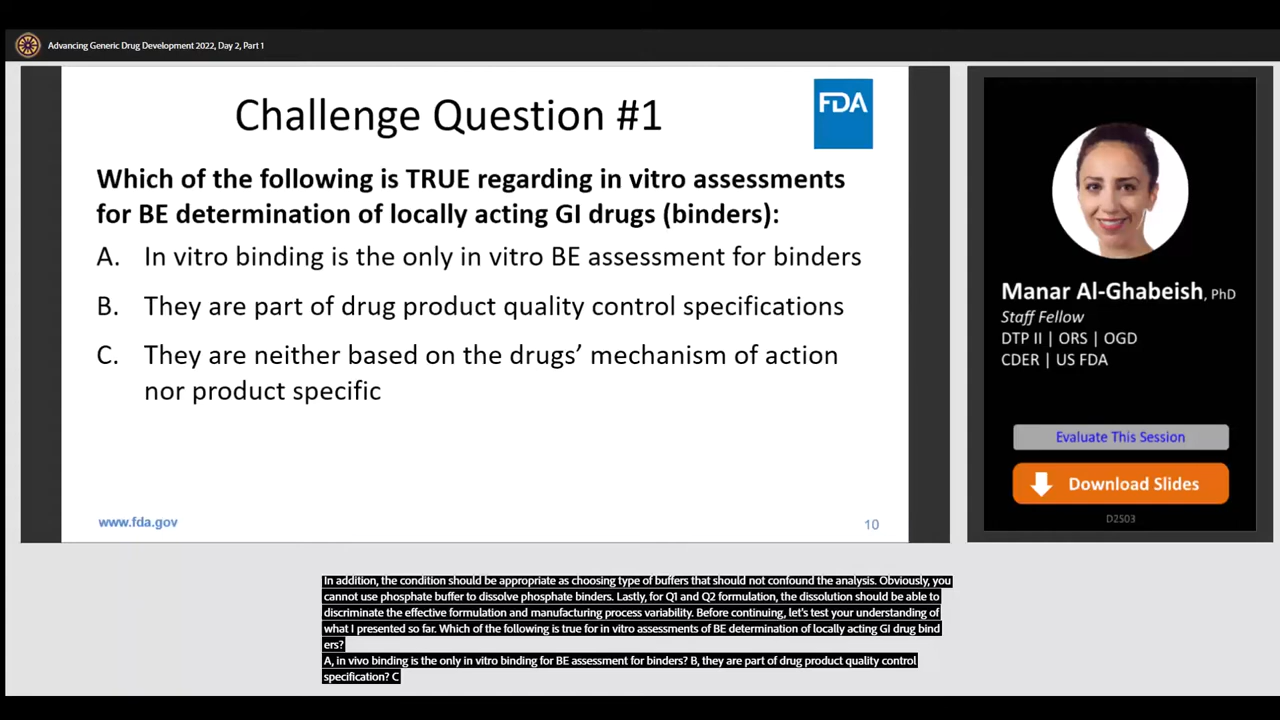 Advancing Generic Drug Development 2022, Day 2, Part 1
Challenge Question #1
FDA
Which of the following is TRUE regarding in vitro assessments
for BE determination of locally acting GI drugs (binders):
A. In vitro binding is the only in vitro BE assessment for binders
B. They are part of drug product quality control specifications
C. They are neither based on the drugs’ mechanism of action
nor product specific
www.fda.gov
10
Manar Al-Ghabeish, PhD
Staff Fellow
DTP II | ORS | OGD
CDER | US FDA
Evaluate This Session
Download Slides
D2S03
In addition, the condition should be appropriate as choosing type of buffers that should not confound the analysis. Obviously, you
cannot use phosphate buffer to dissolve phosphate binders. Lastly, for Q1 and Q2 formulation, the dissolution should be able to
discriminate the effective formulation and manufacturing process variability. Before continuing, let's test your understanding of
what I presented so far. Which of the following is true for in vitro assessments of BE determination of locally acting GI drug bind
ers?
A, in vivo binding is the only in vitro binding for BE assessment for binders? B, they are part of drug product quality control
specification? C